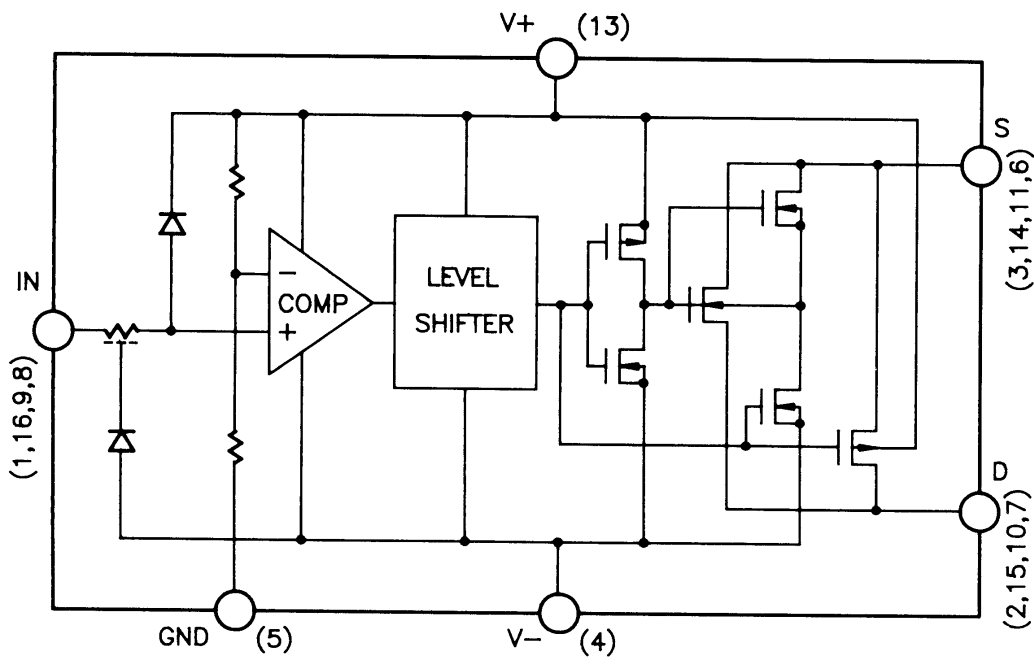 V+ (13)
S
(3,14,11,6)
IN
(1,16,9,8)
−
COMP
+
LEVEL
SHIFTER
D
(2,15,10,7)
GND (5)
V− (4)